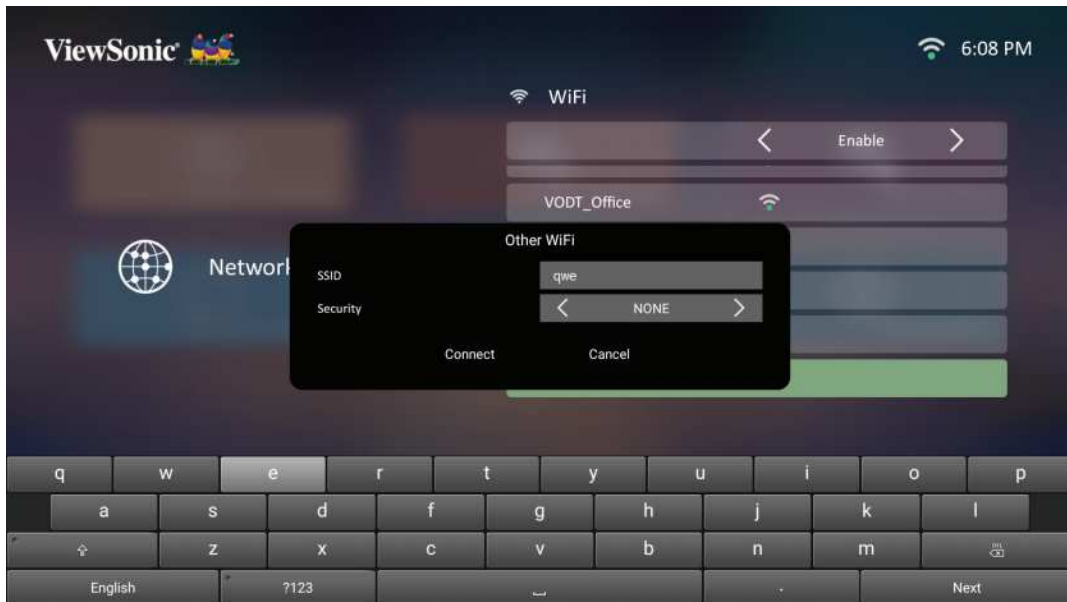 ViewSonic
6:08 PM
WiFi
Enable
VODT_Office
Other WiFi
Network
SSID qwe
Security NONE
Connect Cancel
q w e r t y u i o p
a s d f g h j k l
z x c v b n m DEL
English ?123 . Next